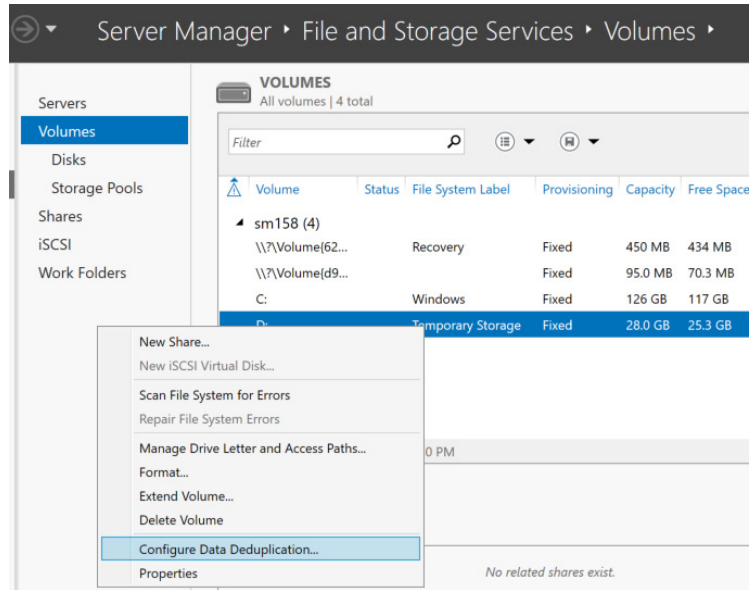 Server Manager ‣ File and Storage Services ‣ Volumes ‣
Servers
Volumes
Disks
Storage Pools
Shares
iSCSI
Work Folders
VOLUMES
All volumes | 4 total
Filter
Volume Status File System Label Provisioning Capacity Free Space
sm158 (4)
\\?\Volume{62... Recovery Fixed 450 MB 434 MB
\\?\Volume{d9... Fixed 95.0 MB 70.3 MB
C: Windows Fixed 126 GB 117 GB
D: Temporary Storage Fixed 28.0 GB 25.3 GB
New Share...
New iSCSI Virtual Disk...
Scan File System for Errors
Repair File System Errors
Manage Drive Letter and Access Paths...
0 PM
Format...
Extend Volume...
Delete Volume
Configure Data Deduplication...
Properties
No related shares exist.